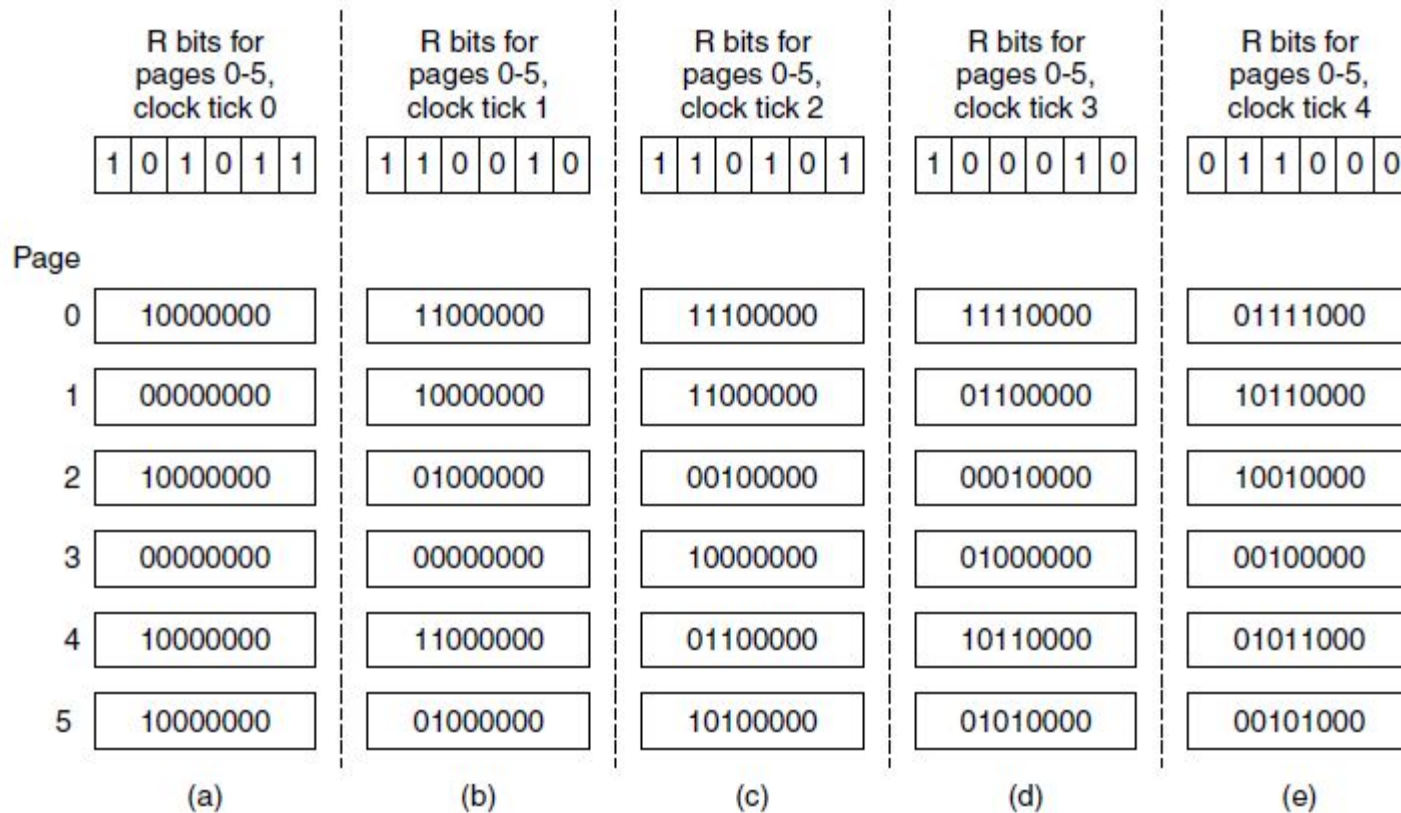 R bits for pages 0-5, clock tick 0
R bits for pages 0-5, clock tick 1
R bits for pages 0-5, clock tick 2
R bits for pages 0-5, clock tick 3
R bits for pages 0-5, clock tick 4
1 0 1 0 1 1 1 1 0 0 1 0 1 1 0 1 0 1 1 0 0 0 1 0 0 1 1 0 0 0
Page
0 10000000 11000000 11100000 11110000 01111000
1 00000000 10000000 11000000 01100000 10110000
2 10000000 01000000 00100000 00010000 10010000
3 00000000 00000000 10000000 01000000 00100000
4 10000000 11000000 01100000 10110000 01011000
5 10000000 01000000 10100000 01010000 00101000
(a) (b) (c) (d) (e)